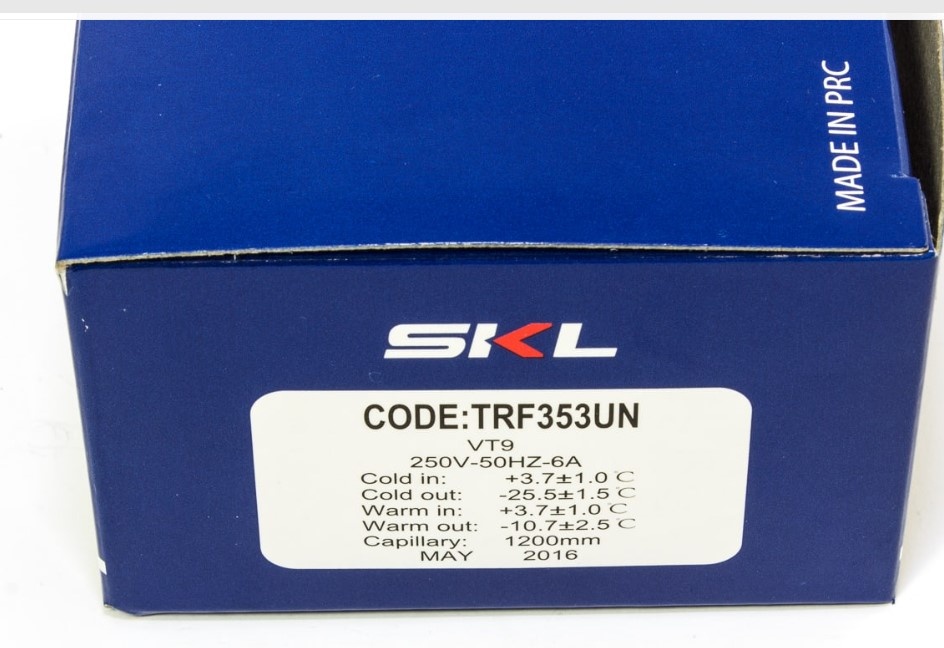 MADE IN PRC
SKL
CODE:TRF353UN
VT9
250V-50HZ-6A
Cold in: +3.7±1.0℃
Cold out: -25.5±1.5℃
Warm in: +3.7±1.0℃
Warm out: -10.7±2.5℃
Capillary: 1200mm
MAY 2016